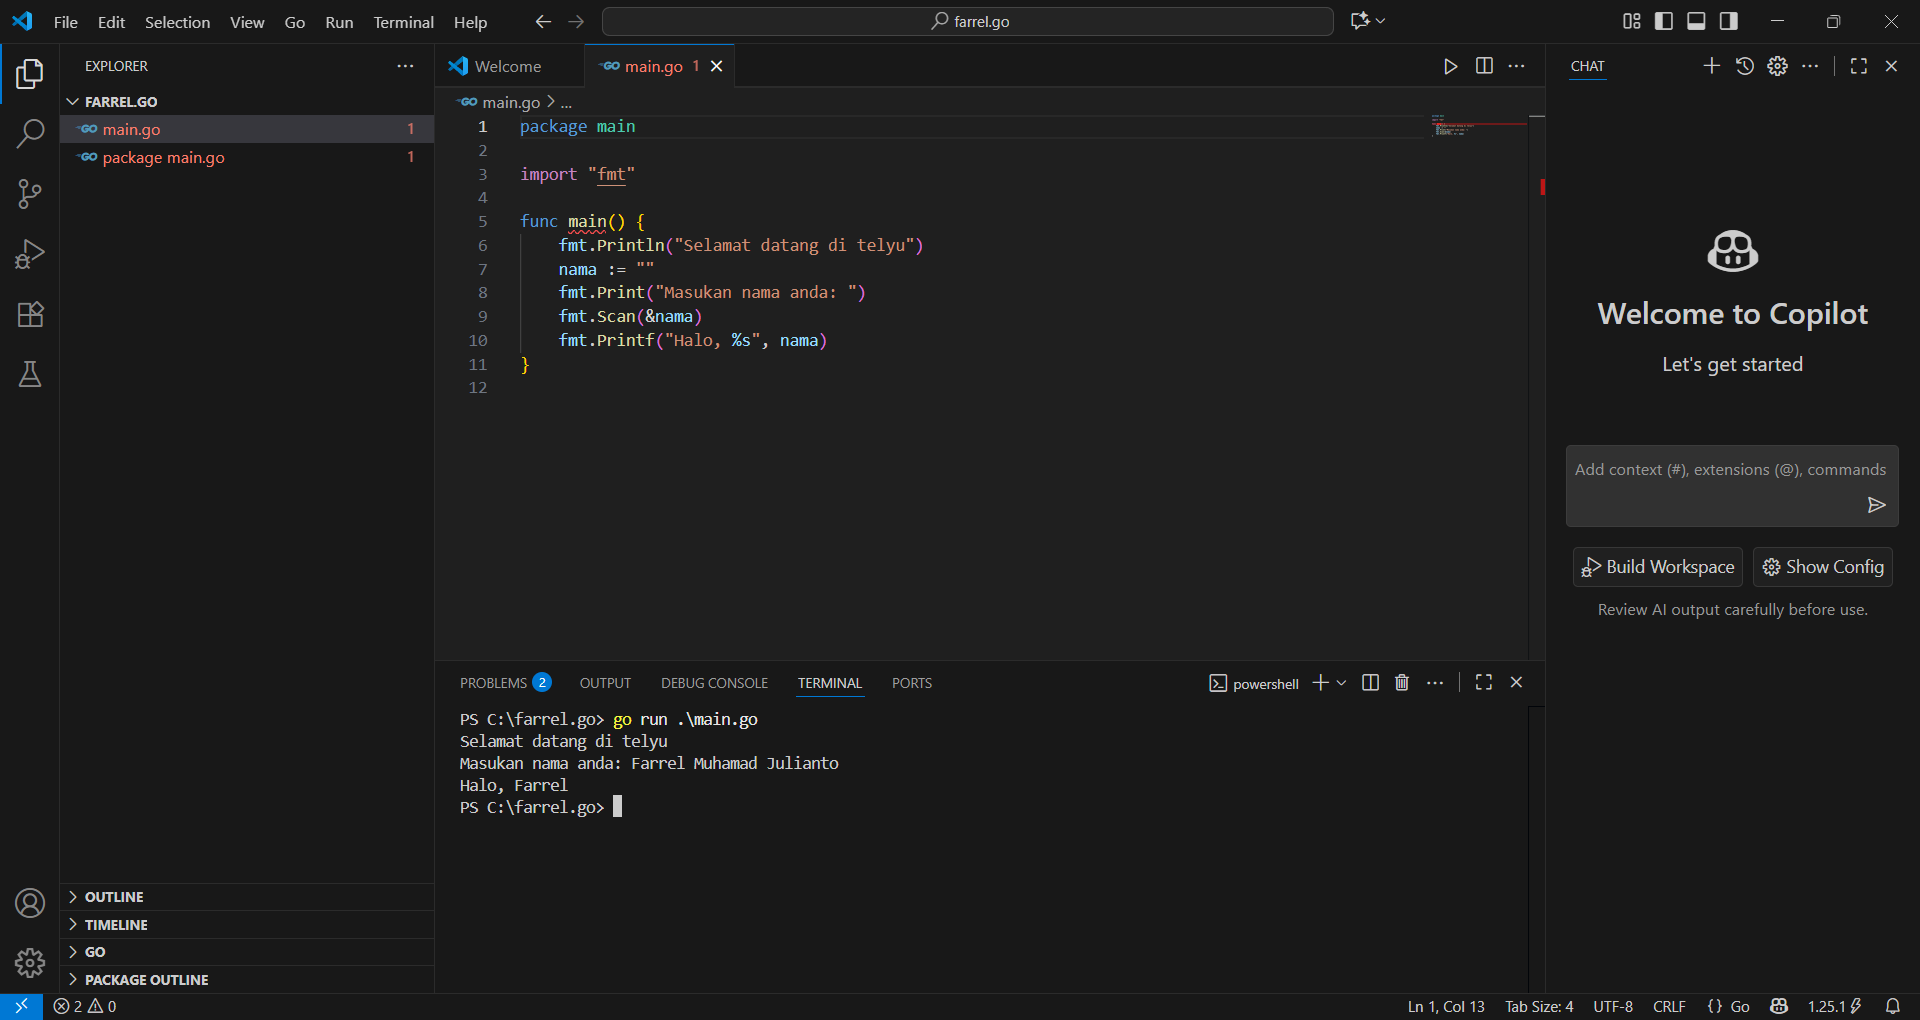 File Edit Selection View Go Run Terminal Help
farrel.go
EXPLORER
FARREL.GO
main.go 1
package main.go 1
OUTLINE
TIMELINE
GO
PACKAGE OUTLINE
Welcome
main.go 1
main.go > ...
1 package main
2
3 import "fmt"
4
5 func main() {
6 fmt.Println("Selamat datang di telyu")
7 nama := ""
8 fmt.Print("Masukan nama anda: ")
9 fmt.Scan(&nama)
10 fmt.Printf("Halo, %s", nama)
11 }
12
PROBLEMS 2 OUTPUT DEBUG CONSOLE TERMINAL PORTS
powershell
PS C:\farrel.go> go run .\main.go
Selamat datang di telyu
Masukan nama anda: Farrel Muhamad Julianto
Halo, Farrel
PS C:\farrel.go>
CHAT
Welcome to Copilot
Let's get started
Add context (#), extensions (@), commands
Build Workspace
Show Config
Review AI output carefully before use.
2 0
Ln 1, Col 13 Tab Size: 4 UTF-8 CRLF {} Go 1.25.1